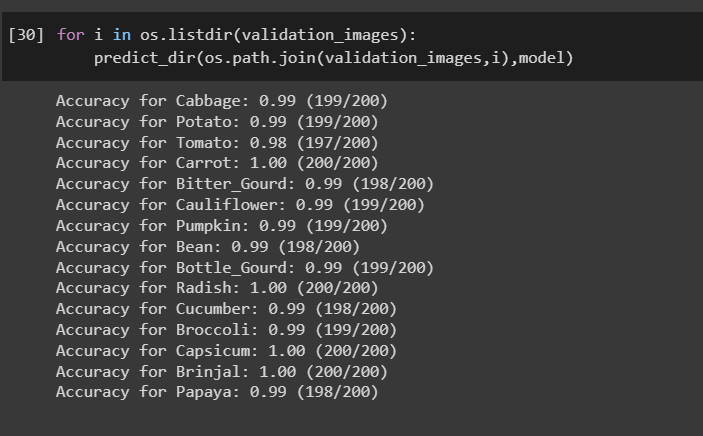 [30] for i in os.listdir(validation_images):
predict_dir(os.path.join(validation_images,i),model)
Accuracy for Cabbage: 0.99 (199/200)
Accuracy for Potato: 0.99 (199/200)
Accuracy for Tomato: 0.98 (197/200)
Accuracy for Carrot: 1.00 (200/200)
Accuracy for Bitter_Gourd: 0.99 (198/200)
Accuracy for Cauliflower: 0.99 (199/200)
Accuracy for Pumpkin: 0.99 (199/200)
Accuracy for Bean: 0.99 (198/200)
Accuracy for Bottle_Gourd: 0.99 (199/200)
Accuracy for Radish: 1.00 (200/200)
Accuracy for Cucumber: 0.99 (198/200)
Accuracy for Broccoli: 0.99 (199/200)
Accuracy for Capsicum: 1.00 (200/200)
Accuracy for Brinjal: 1.00 (200/200)
Accuracy for Papaya: 0.99 (198/200)